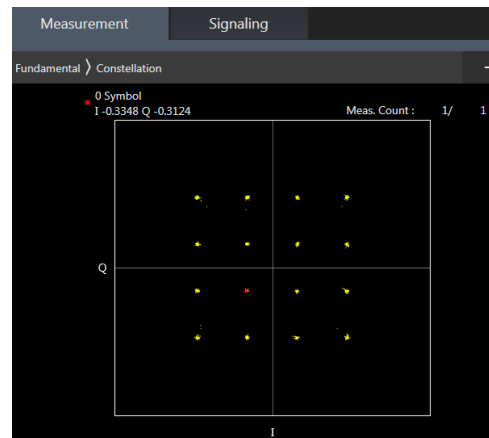 Measurement Signaling
Fundamental 〉 Constellation
0 Symbol
I -0.3348 Q -0.3124 Meas. Count : 1/ 1
Q
I